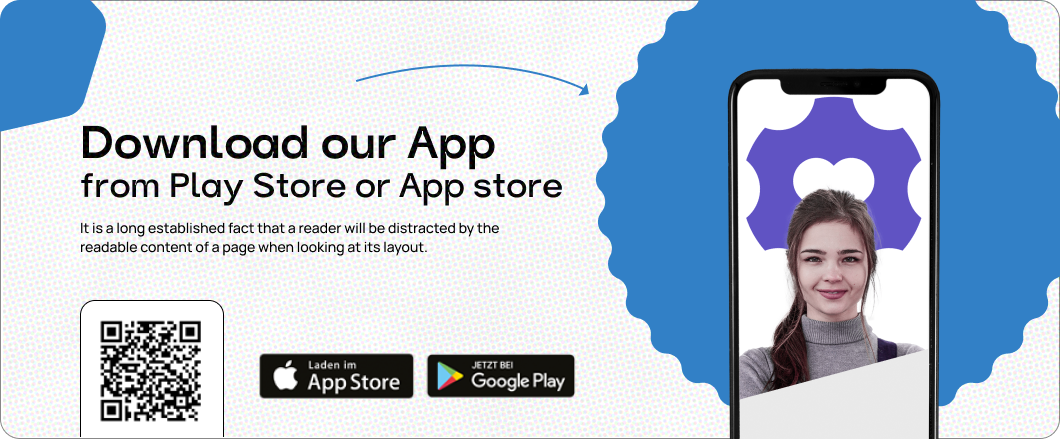 Download our App
from Play Store or App store
It is a long established fact that a reader will be distracted by the
readable content of a page when looking at its layout.
Laden im
App Store
JETZT BEI
Google Play